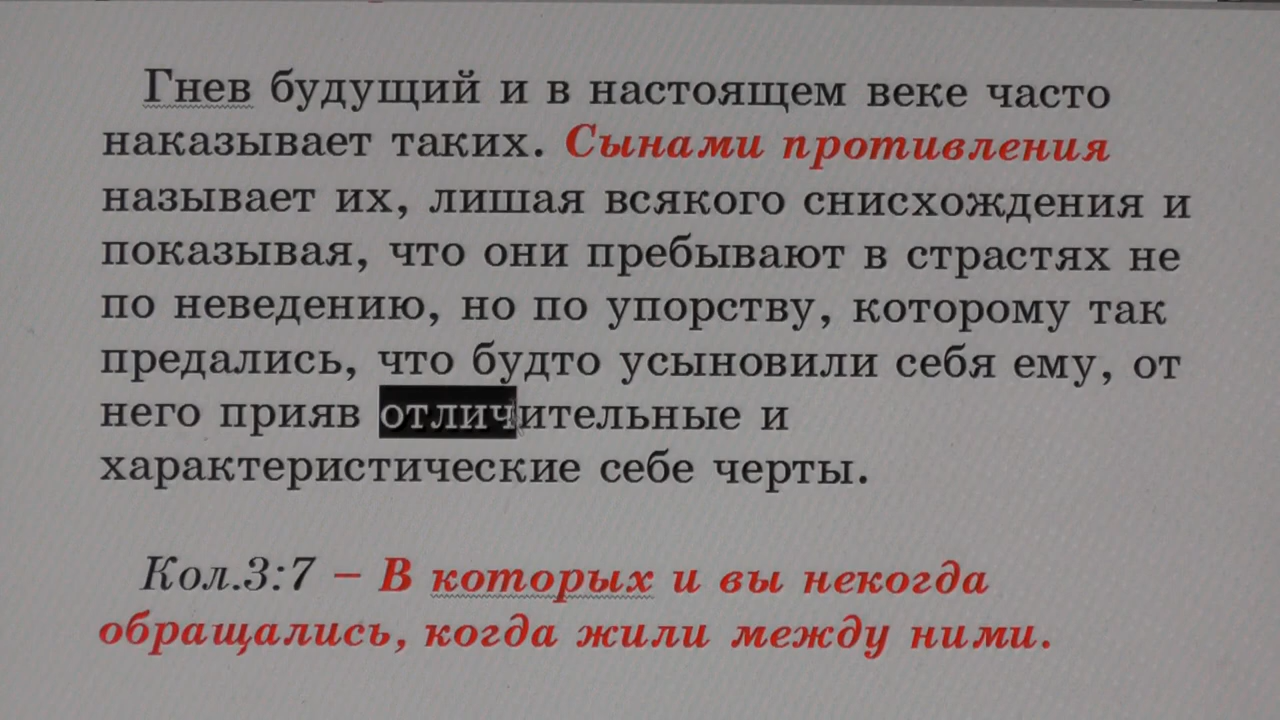 Гнев будущий и в настоящем веке часто
наказывает таких. Сынами противления
называет их, лишая всякого снисхождения и
показывая, что они пребывают в страстях не
по неведению, но по упорству, которому так
предались, что будто усыновили себя ему, от
него прияв отличительные и
характеристические себе черты.
Кол.3:7 – В которых и вы некогда
обращались, когда жили между ними.